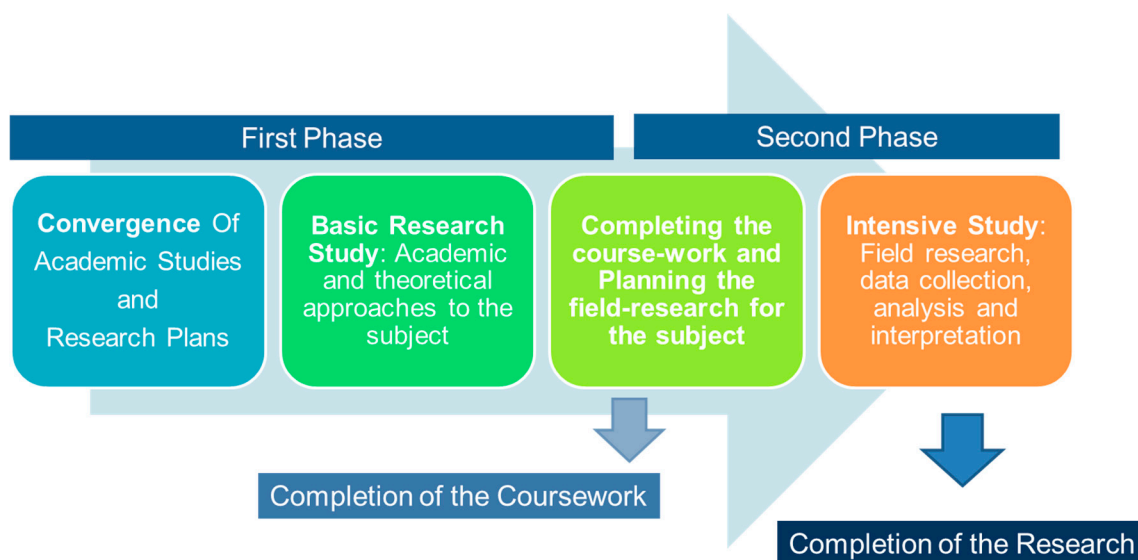 First Phase
Second Phase
Convergence Of
Academic Studies
and
Research Plans
Basic Research
Study: Academic
and theoretical
approaches to the
subject
Completing the
course-work and
Planning the
field-research for
the subject
Intensive Study:
Field research,
data collection,
analysis and
interpretation
Completion of the Coursework
Completion of the Research